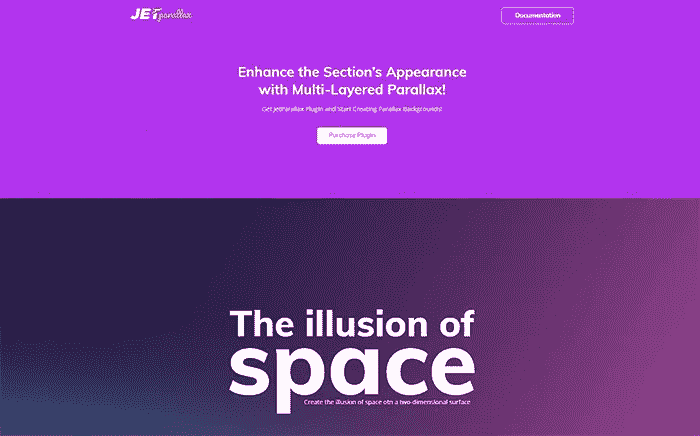 JET parallax
Documentation
Enhance the Section's Appearance
with Multi-Layered Parallax!
Get JetParallax Plugin and Start Creating Parallax Backgrounds!
Purchase Plugin
The illusion of
space
Create the illusion of space otn a two-dimensional surface